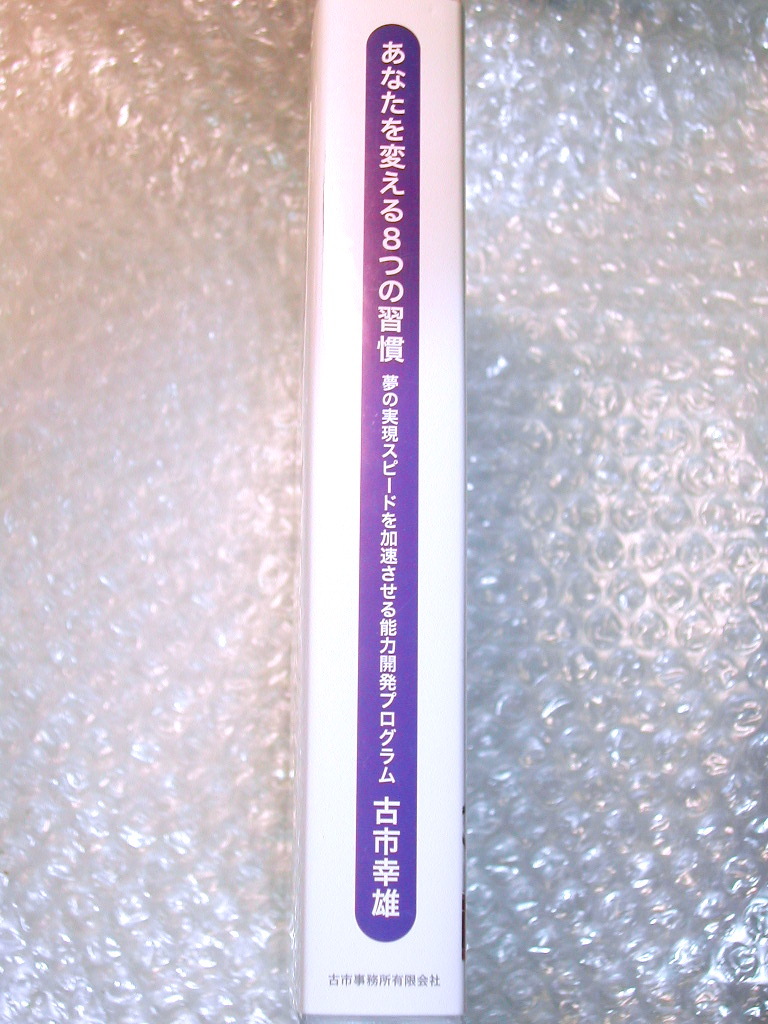 あなたを変える8つの習慣 夢の実現スピードを加速させる能力開発プログラム 古市幸雄
古市事務所有限会社